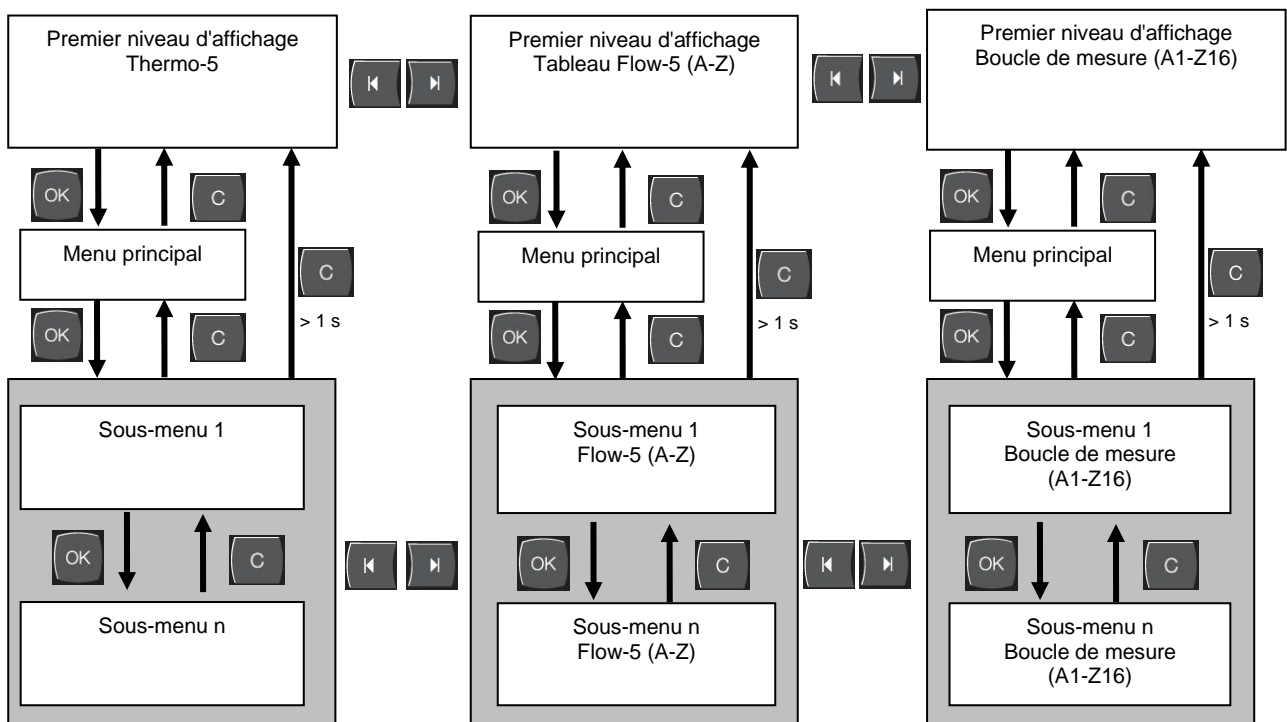 Premier niveau d'affichage
Thermo-5
Premier niveau d'affichage
Tableau Flow-5 (A-Z)
Premier niveau d'affichage
Boucle de mesure (A1-Z16)
OK
C
OK
C
OK
C
Menu principal
Menu principal
Menu principal
C
C
C
> 1 s
> 1 s
> 1 s
OK
C
OK
C
OK
C
Sous-menu 1
Sous-menu 1
Flow-5 (A-Z)
Sous-menu 1
Boucle de mesure
(A1-Z16)
OK
C
OK
C
OK
C
Sous-menu n
Sous-menu n
Flow-5 (A-Z)
Sous-menu n
Boucle de mesure
(A1-Z16)